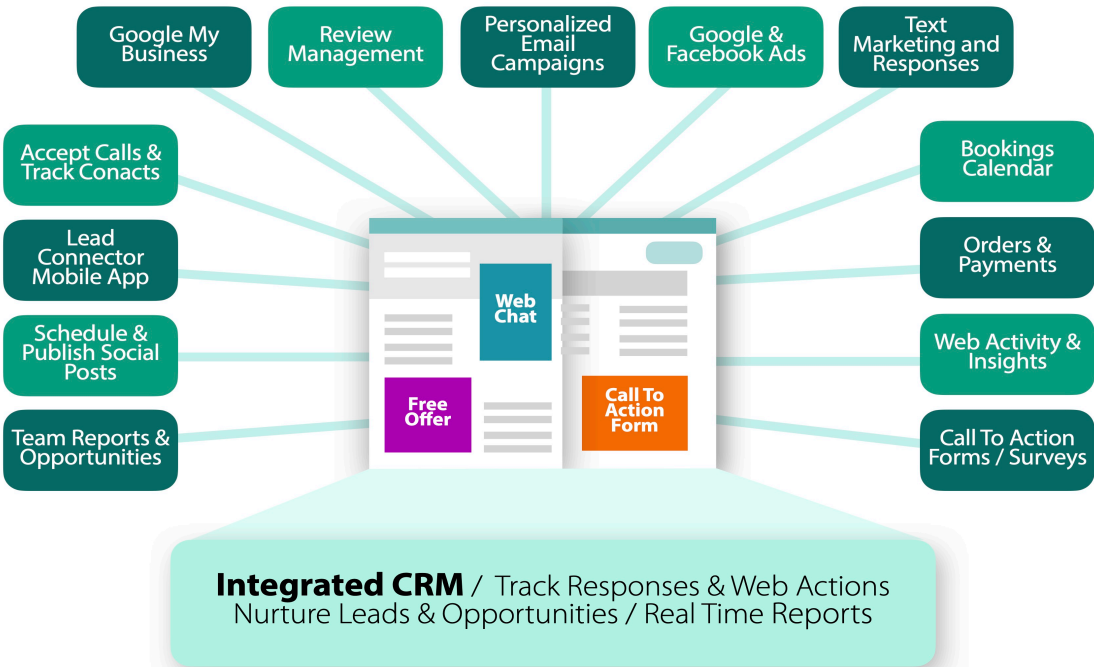 Google My
Business
Review
Management
Personalized
Email
Campaigns
Google &
Facebook Ads
Text
Marketing and
Responses
Accept Calls &
Track Conacts
Lead
Connector
Mobile App
Schedule &
Publish Social
Posts
Team Reports &
Opportunities
Web
Chat
Free
Offer
Call To
Action
Form
Bookings
Calendar
Orders &
Payments
Web Activity &
Insights
Call To Action
Forms / Surveys
Integrated CRM / Track Responses & Web Actions
Nurture Leads & Opportunities / Real Time Reports